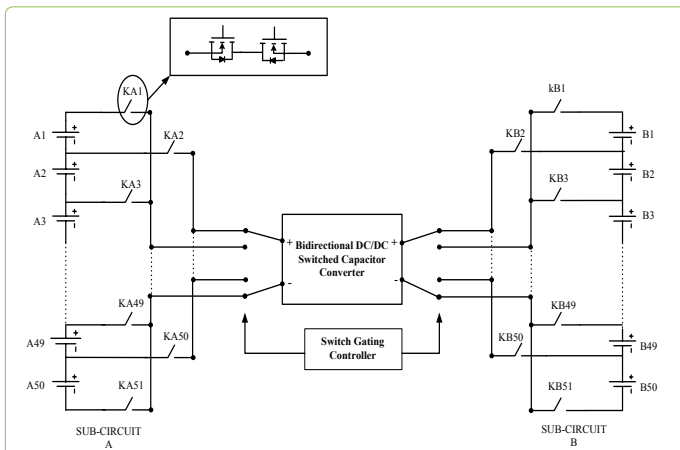 KA1
kB1
A1
KA2
KB2
B1
A2
KA3
KB3
B2
A3
B3
+ Bidirectional DC/DC +
Switched Capacitor
Converter
- -
KA49
KB49
A49
KA50
Switch Gating
Controller
KB50
B49
A50
KA51
KB51
B50
SUB-CIRCUIT
A
SUB-CIRCUIT
B